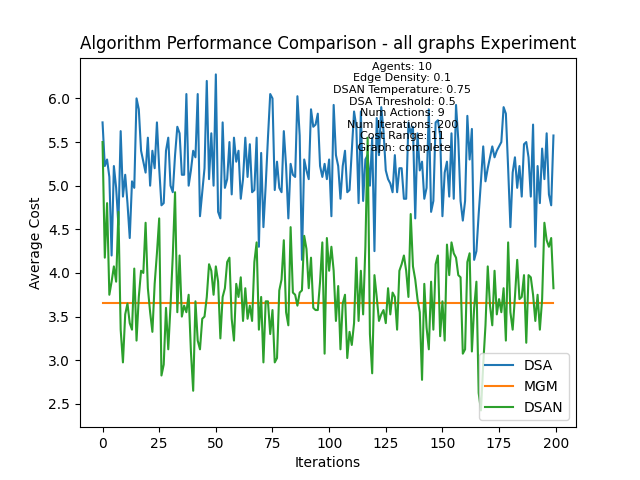 Algorithm Performance Comparison - all graphs Experiment
Agents: 10
Edge Density: 0.1
DSAN Temperature: 0.75
DSA Threshold: 0.5
Num Actions: 9
Num Iterations: 200
Cost Range: 11
Graph: complete
Average Cost
6.0
5.5
5.0
4.5
4.0
3.5
3.0
2.5
0
25
50
75
100
125
150
175
200
Iterations
DSA
MGM
DSAN